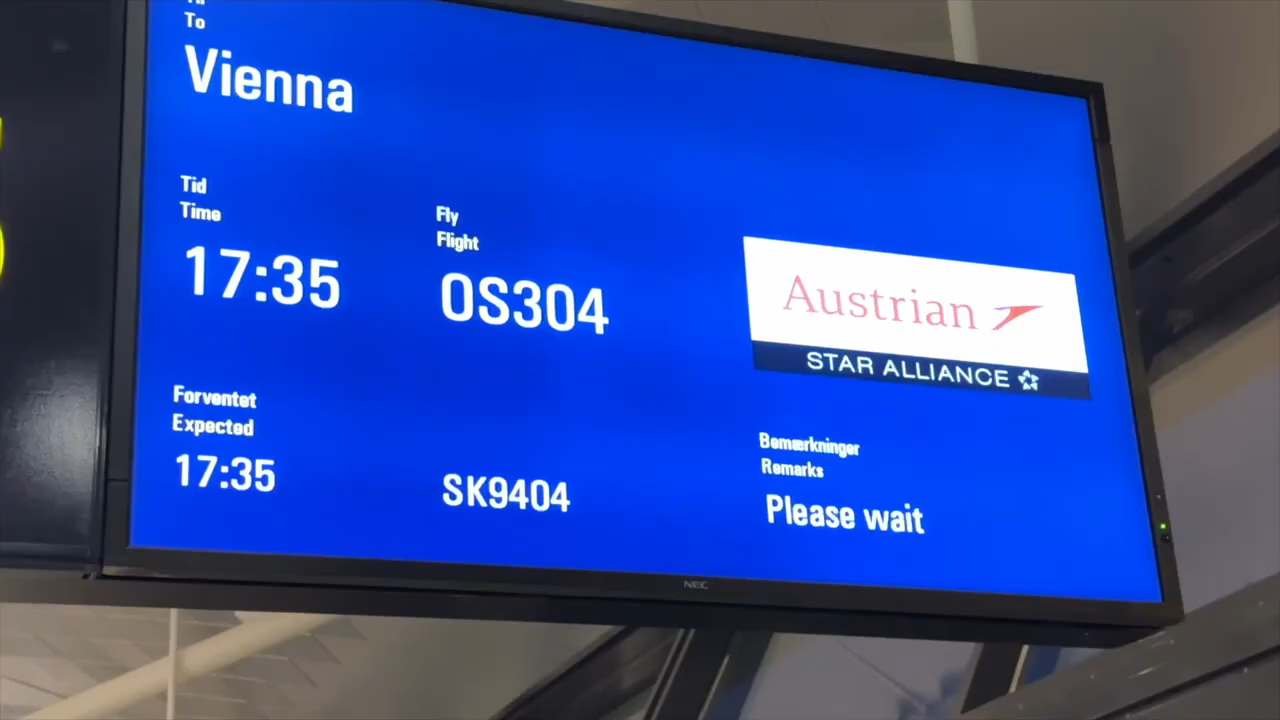 To
Vienna
Tid
Time
17:35
Fly
Flight
OS304
Austrian
STAR ALLIANCE
Forventet
Expected
17:35
SK9404
Bemærkninger
Remarks
Please wait
NEC